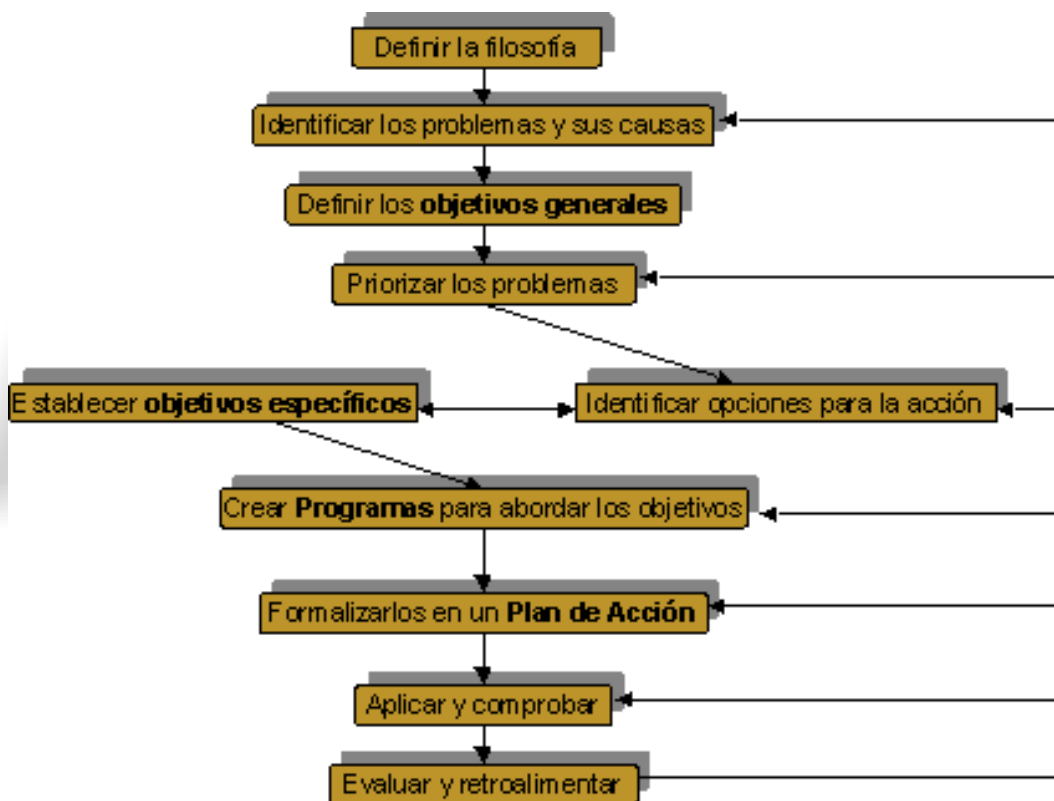 Definir la filosofía
Identificar los problemas y sus causas
Definir los objetivos generales
Priorizar los problemas
Establecer objetivos específicos
Identificar opciones para la acción
Crear Programas para abordar los objetivos
Formalizarlos en un Plan de Acción
Aplicar y comprobar
Evaluar y retroalimentar